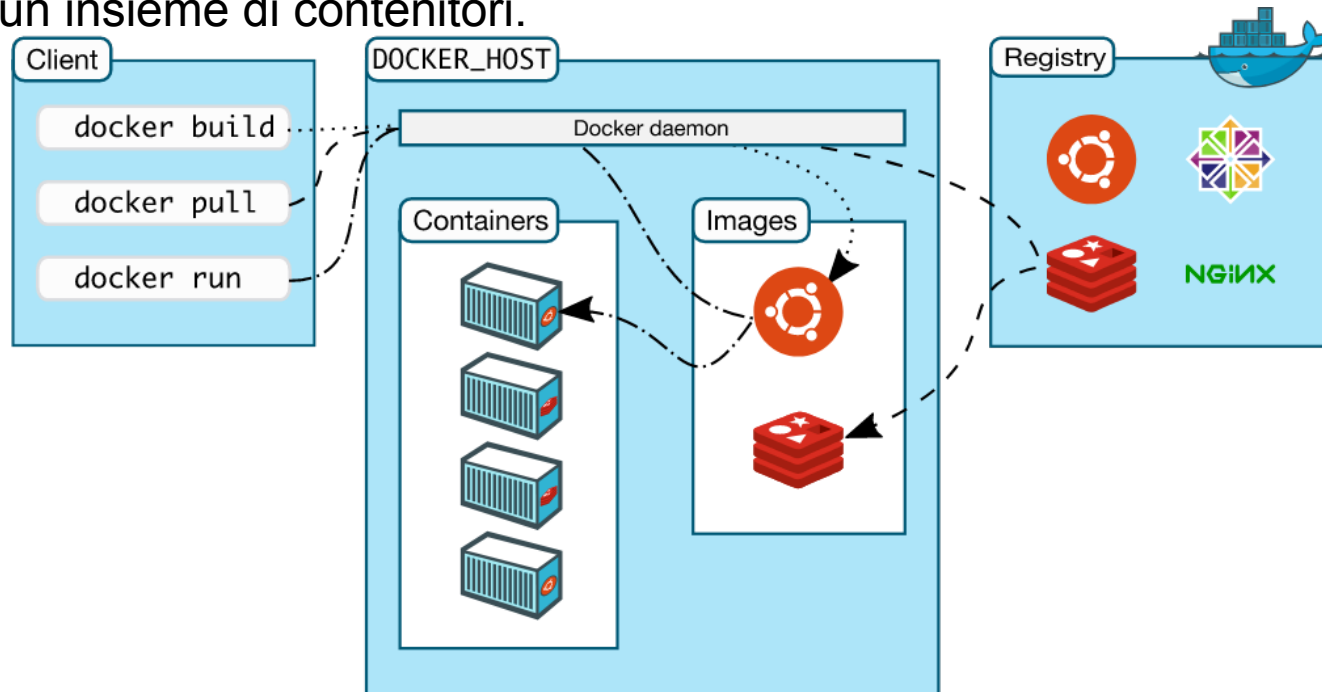 un insieme di contenitori.
Client
docker build
docker pull
docker run
DOCKER_HOST
Docker daemon
Containers
Images
Registry
NGiNX